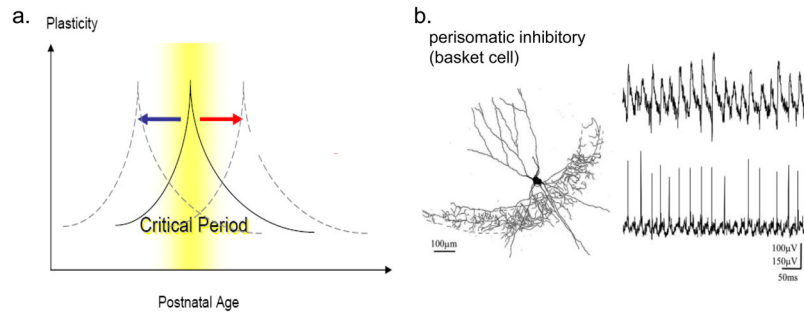 a.
Plasticity
Critical Period
Postnatal Age
b.
perisomatic inhibitory
(basket cell)
100μm
100μV
150μV
50ms